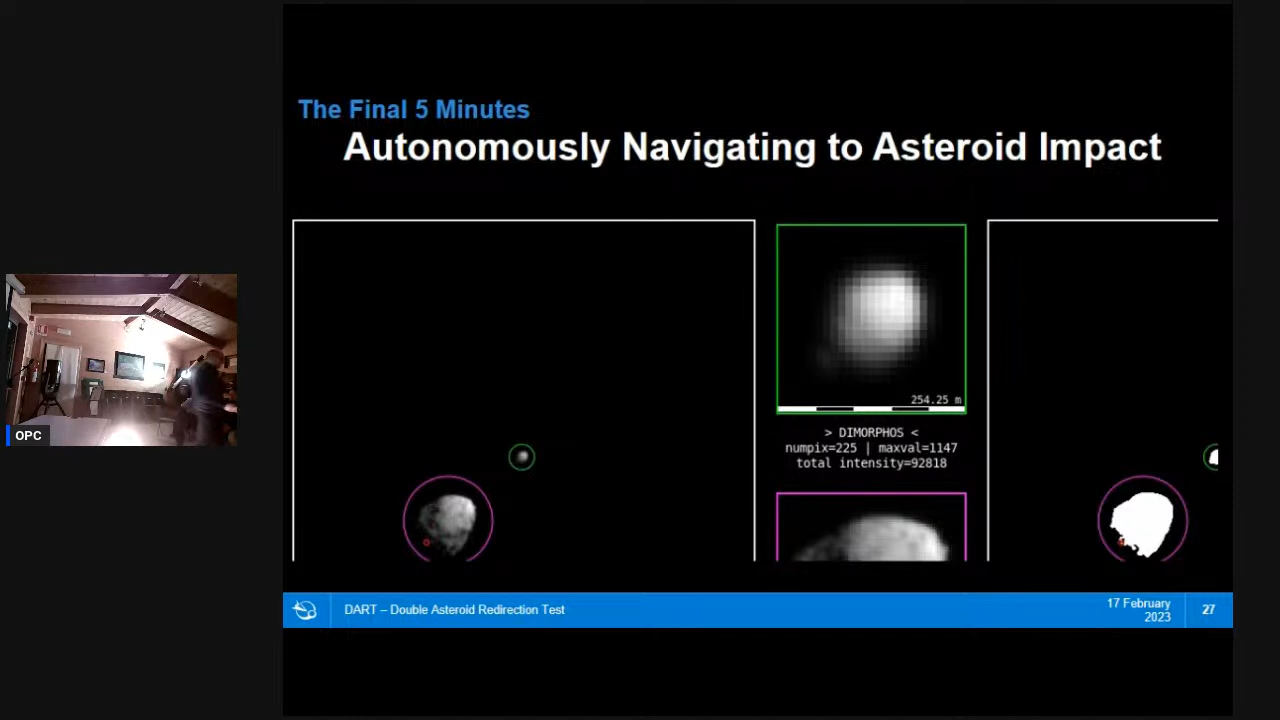 The Final 5 Minutes
Autonomously Navigating to Asteroid Impact
254.25 m
> DIMORPHOS <
numpix=225 | maxval=1147
total intensity=92818
OPC
DART – Double Asteroid Redirection Test
17 February
2023
27